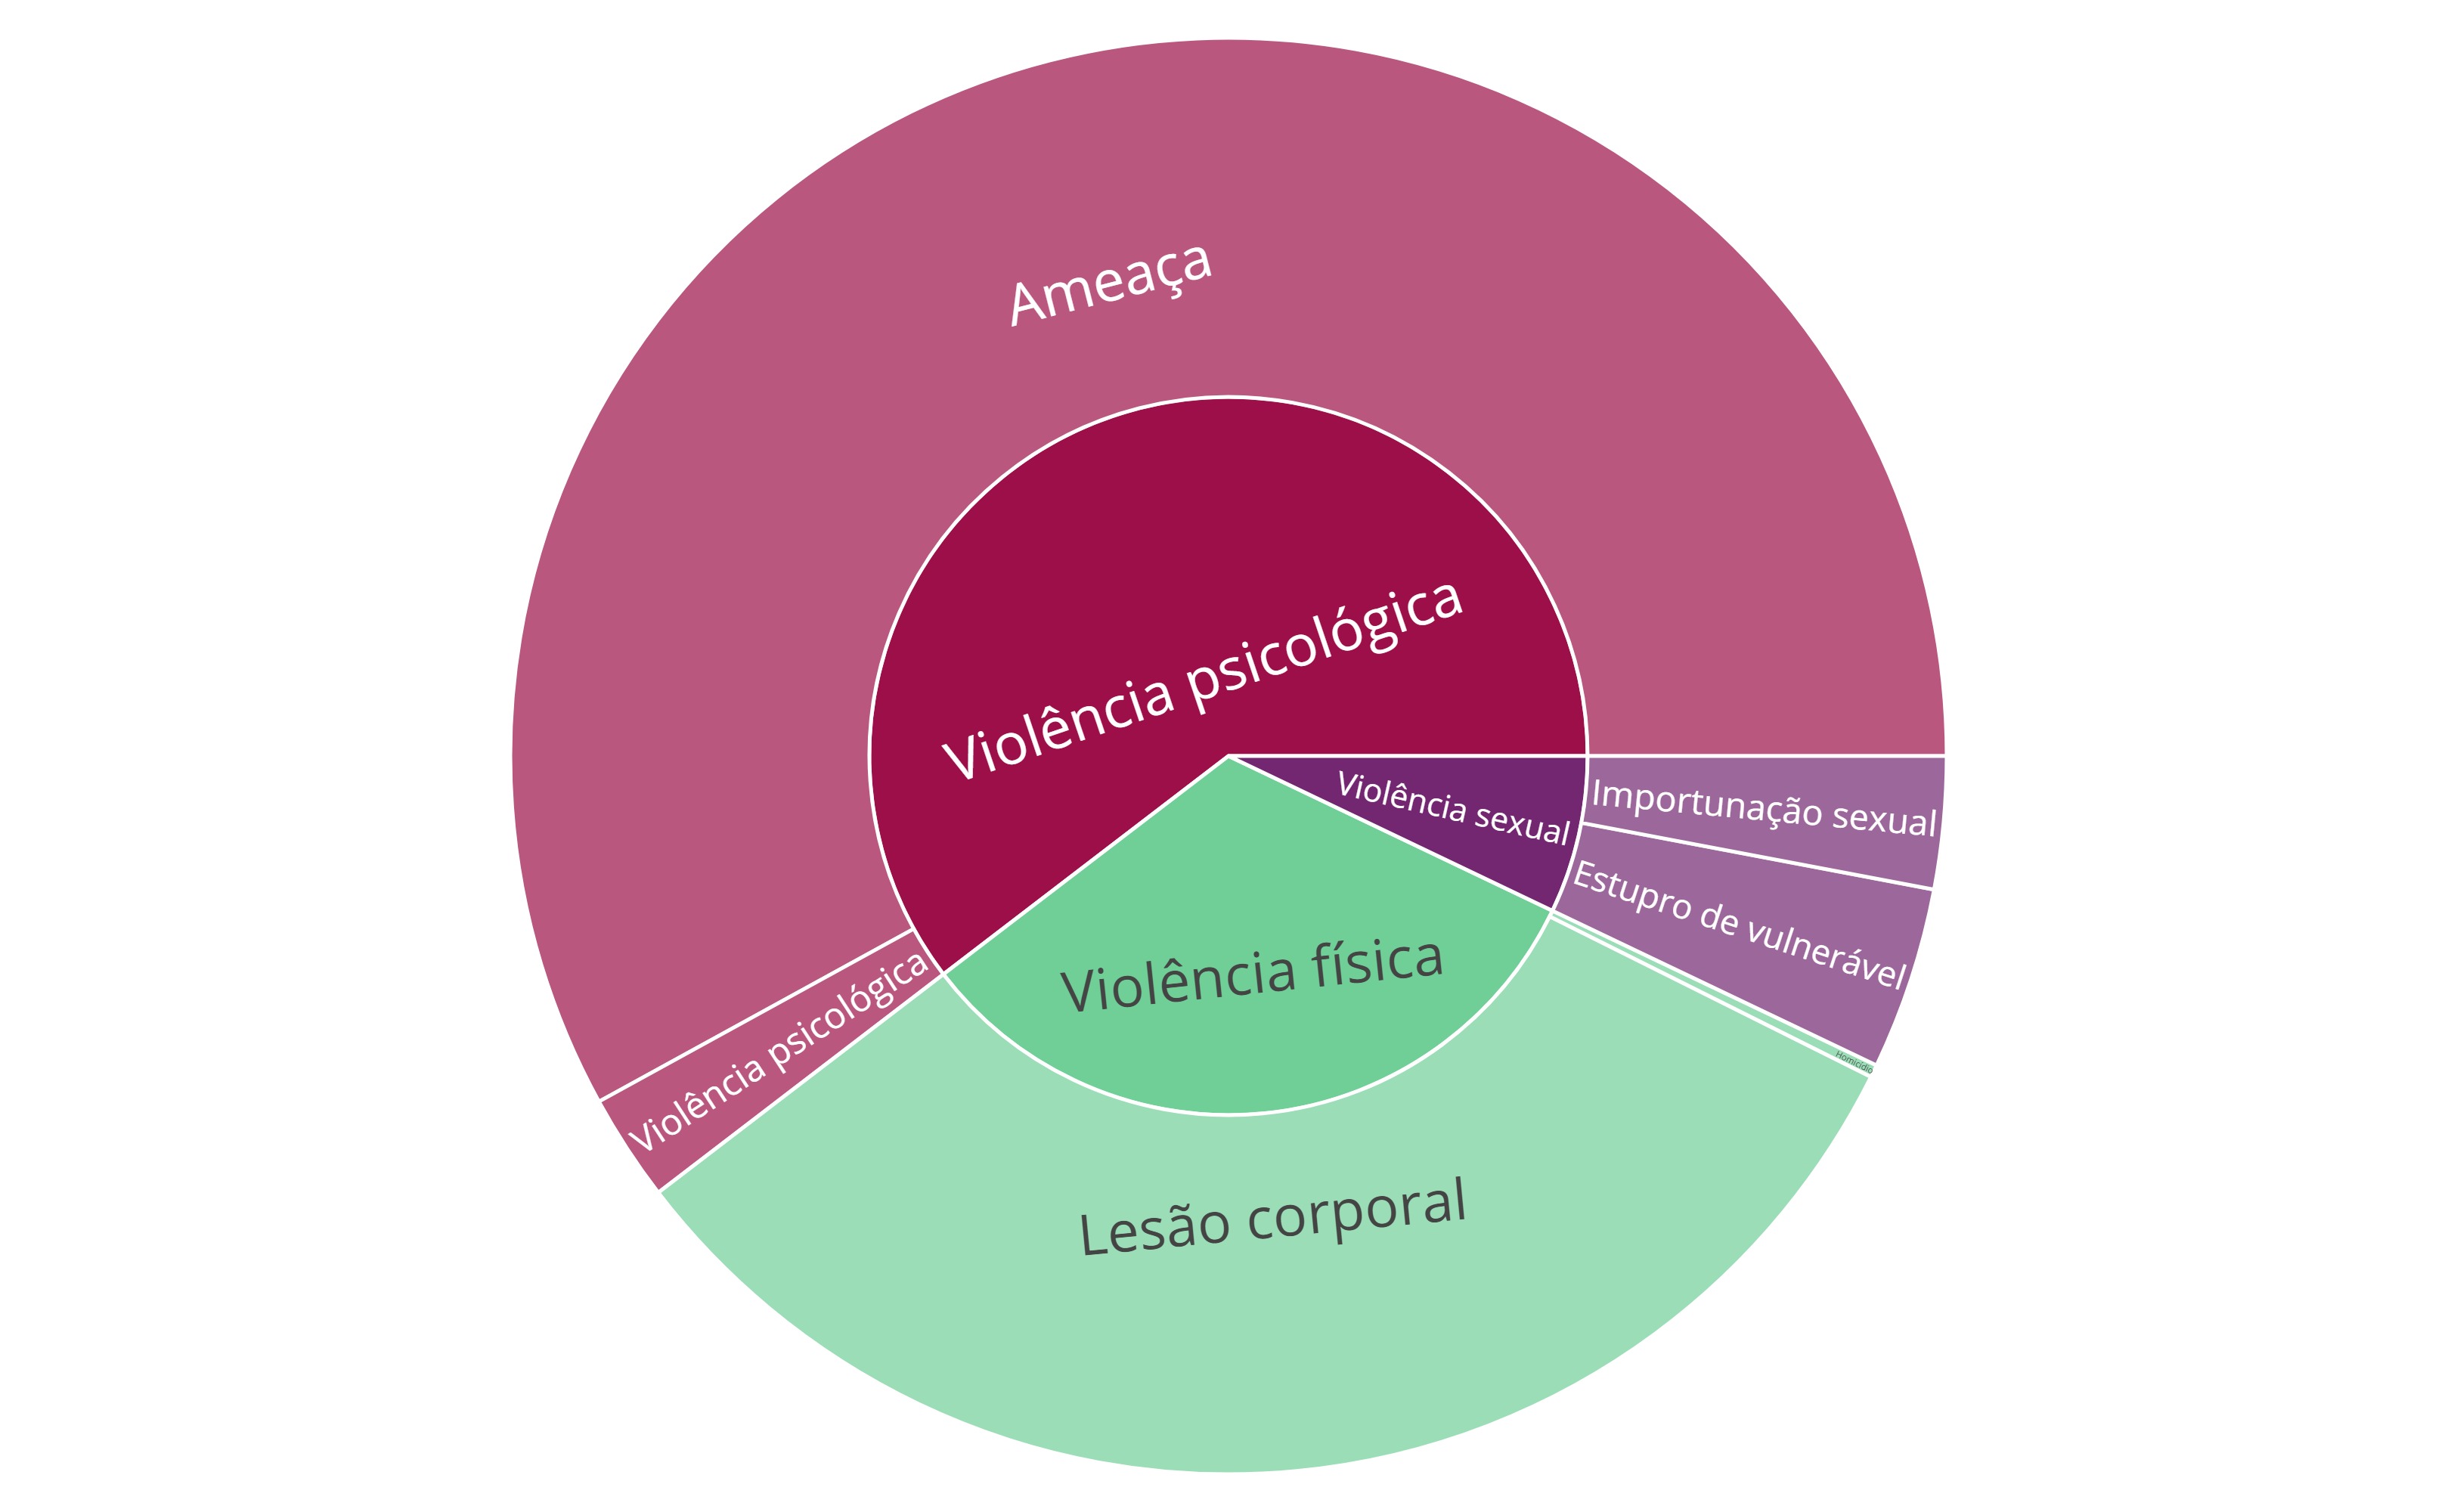 Ameaça
Violência psicológica
Violência sexual
Importunação sexual
Estupro de vulnerável
Violência física
Violência psicológica
Homicídio
Lesão corporal